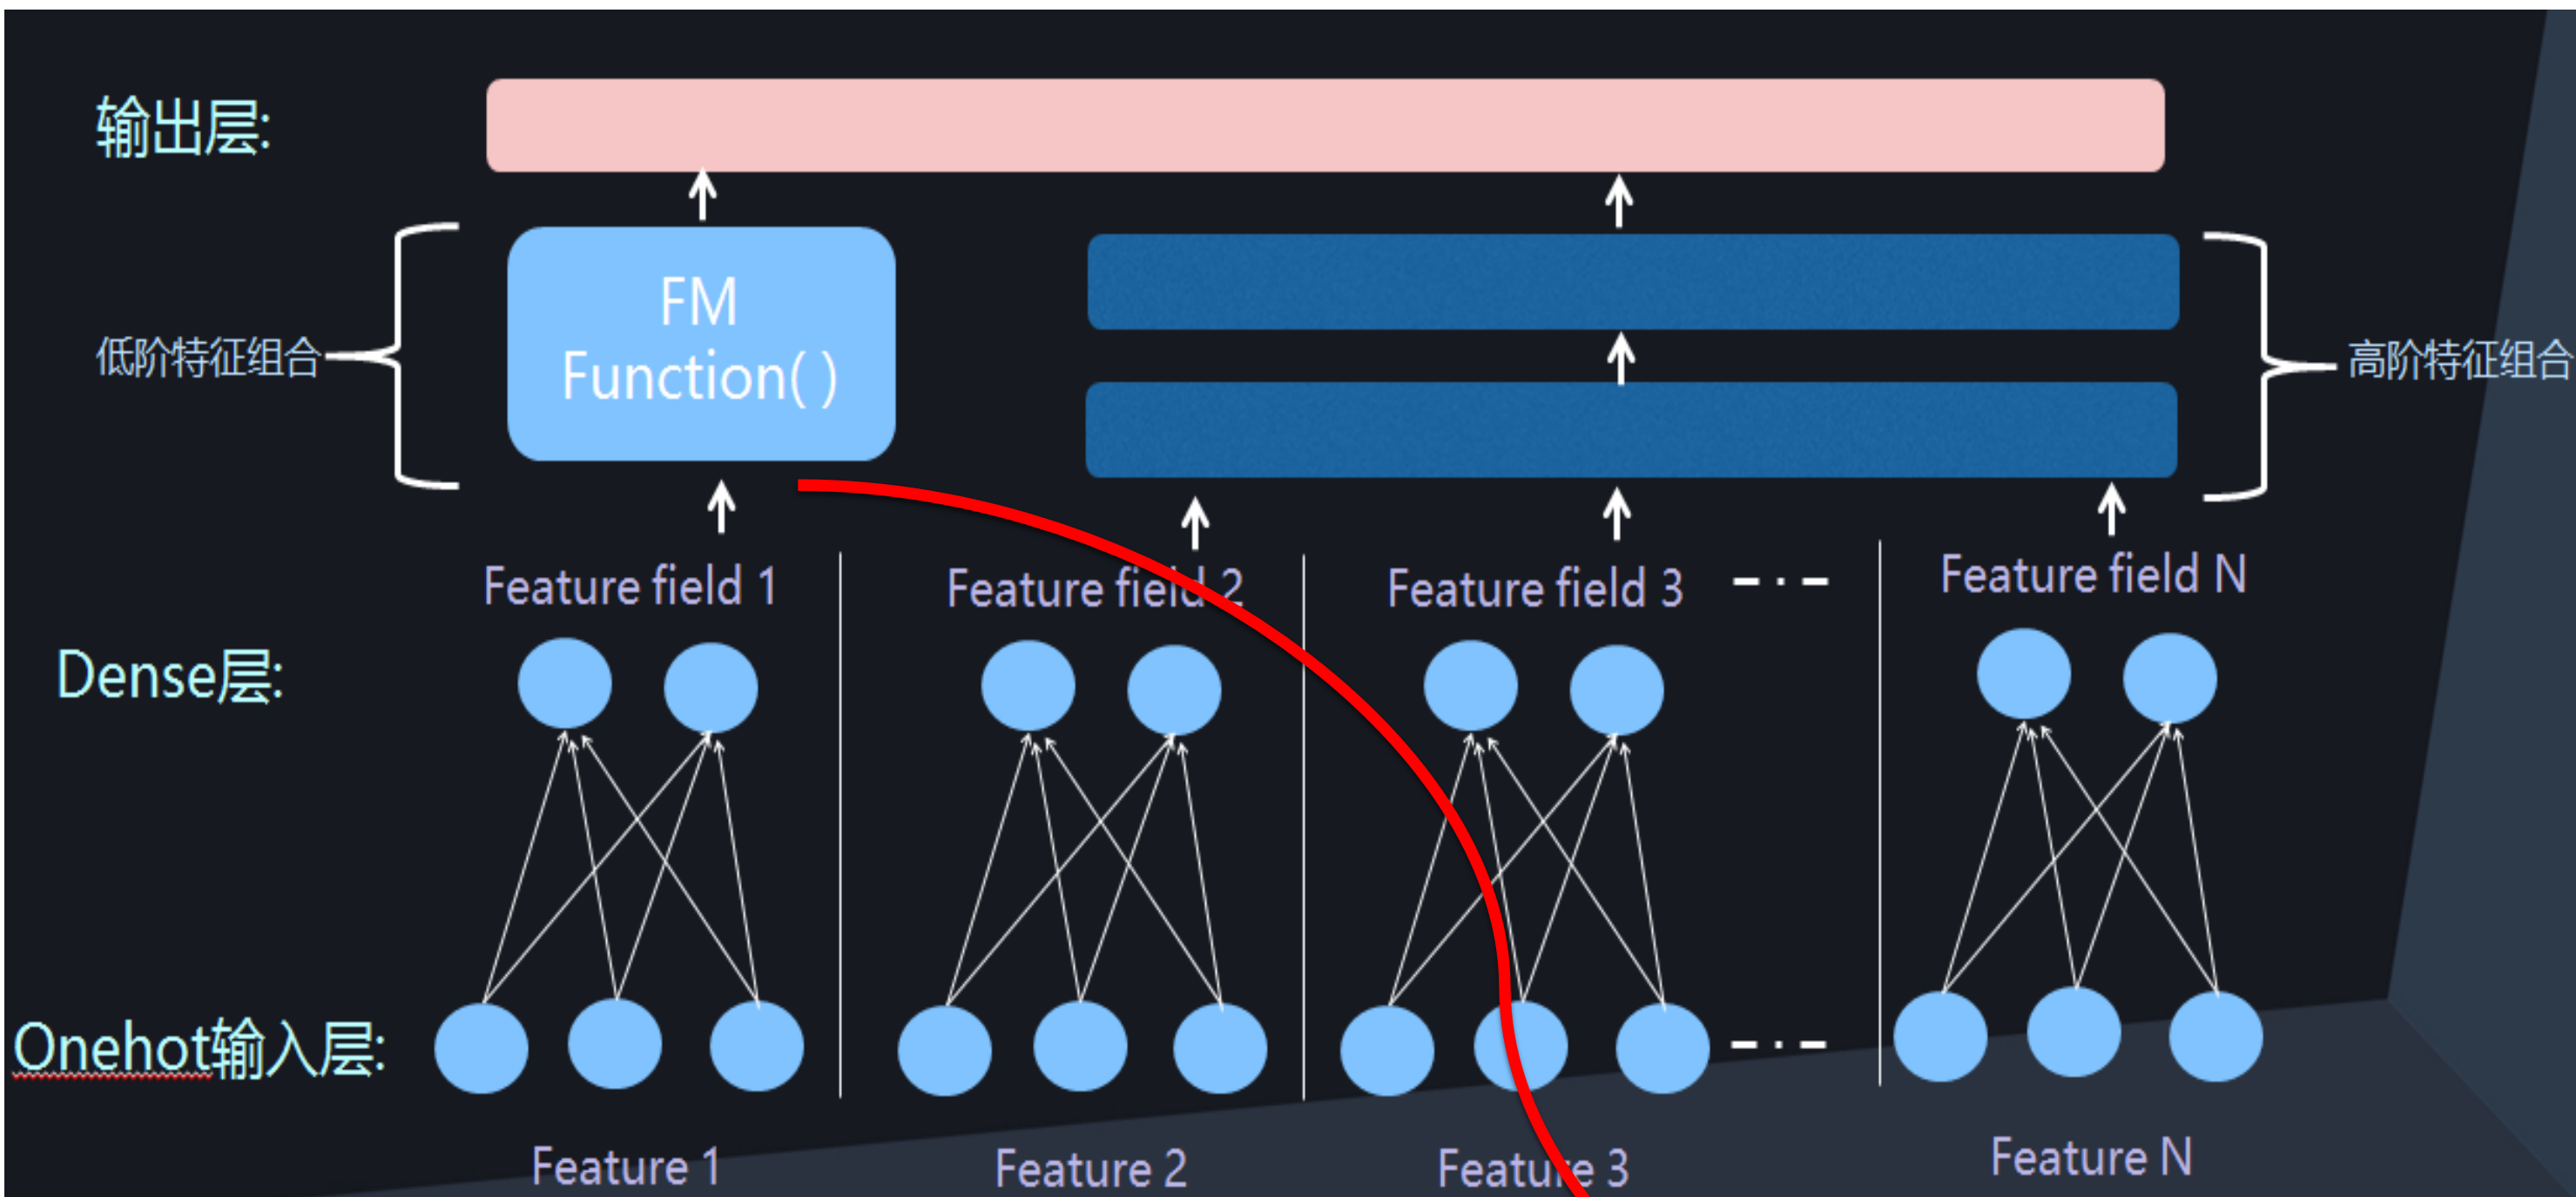 输出层:
FM
Function( )
低阶特征组合
高阶特征组合
Feature field 1
Feature field 2
Feature field 3
Feature field N
Dense层:
Onehot输入层:
Feature 1
Feature 2
Feature 3
Feature N